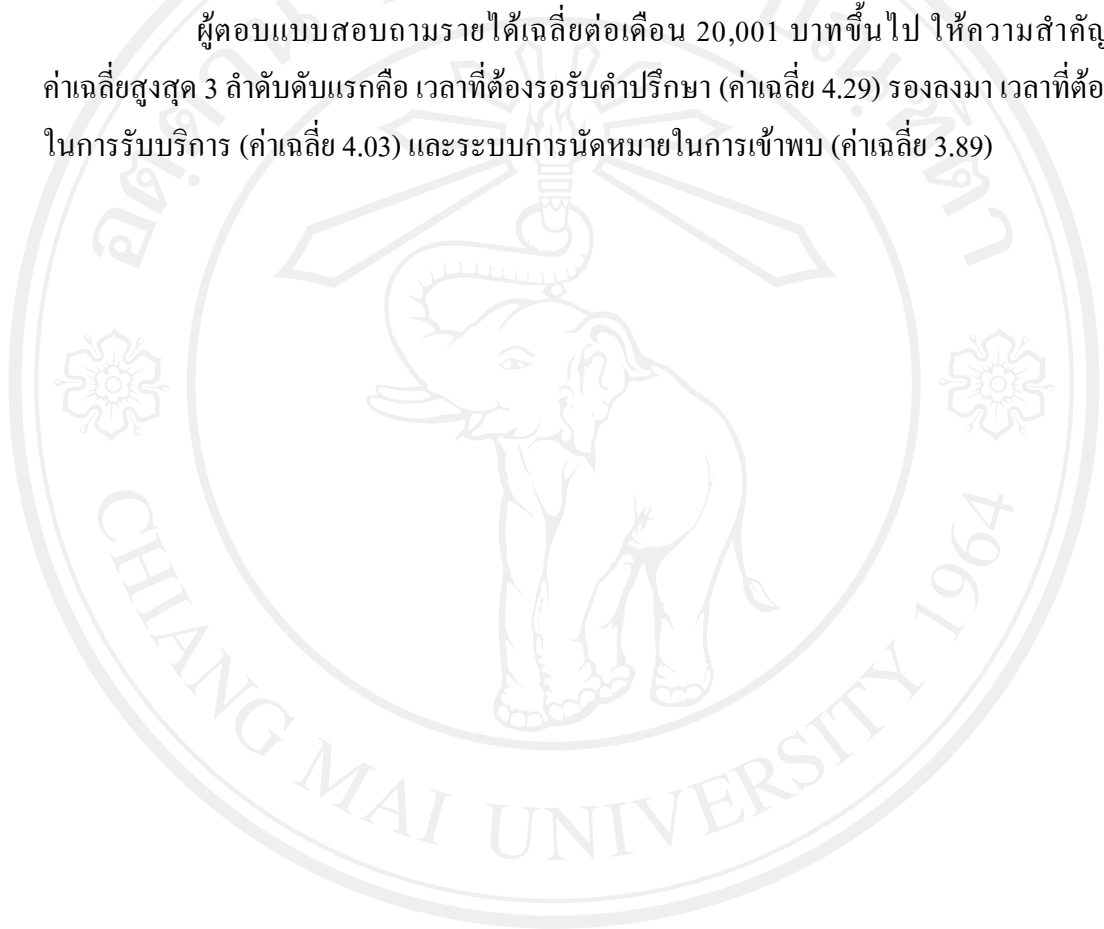 ผู้ตอบแบบสอบถามรายได้เฉลี่ยต่อเดือน 20,001 บาทขึ้นไป ให้ความสำคัญ
ค่าเฉลี่ยสูงสุด 3 ลำดับดับแรกคือ เวลาที่ต้องรอรับคำปรึกษา (ค่าเฉลี่ย 4.29) รองลงมา เวลาที่ต้อ
ในการรับบริการ (ค่าเฉลี่ย 4.03) และระบบการนัดหมายในการเข้าพบ (ค่าเฉลี่ย 3.89)
CHIANG MAI UNIVERSITY 1964